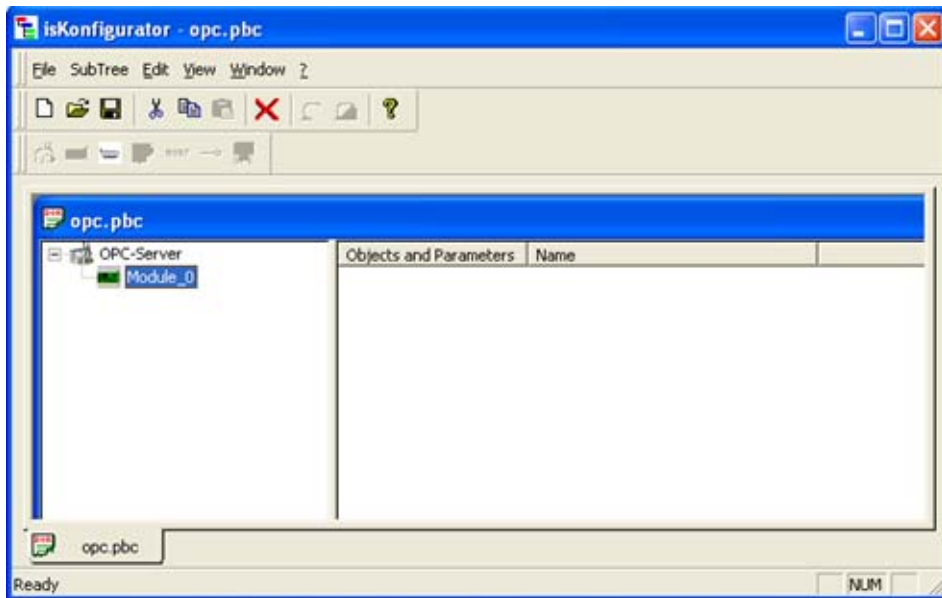 isKonfigurator - opc.pbc
File SubTree Edit View Window ?
opc.pbc
OPC-Server
Module_0
Objects and Parameters Name
opc.pbc
Ready NUM